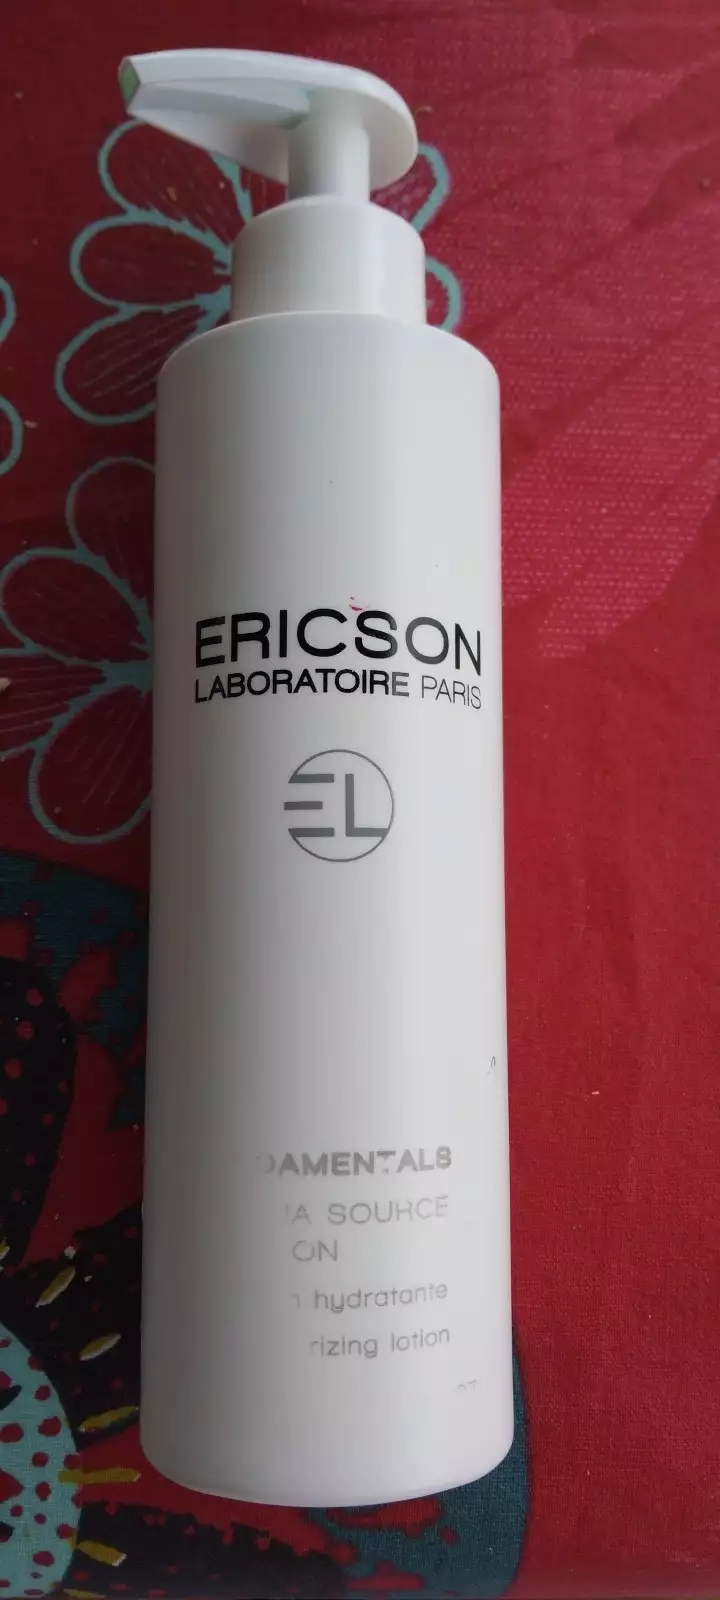 ERICSON
LABORATOIRE PARIS
EL
DAMENTALS
A SOURCE
ON
hydratante
rizing lotion